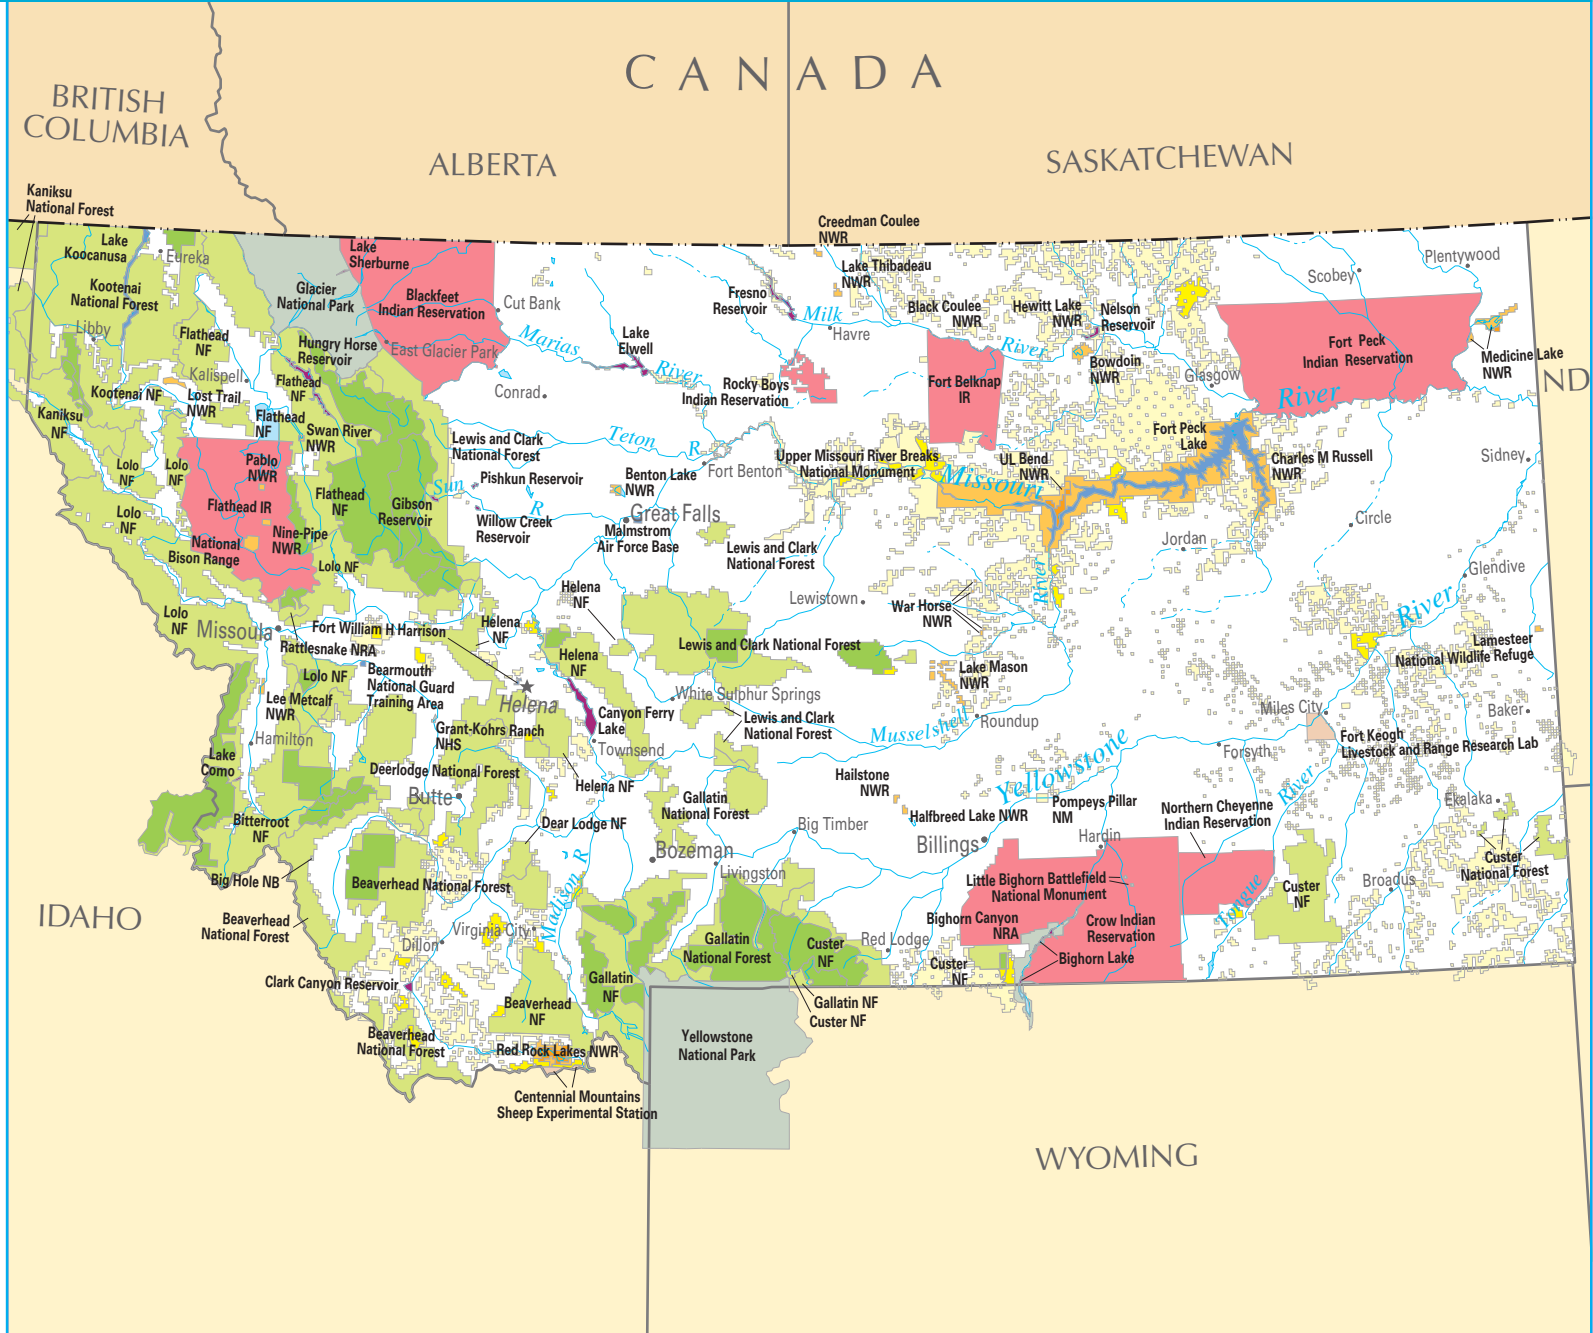 CANADA
BRITISH
COLUMBIA
ALBERTA
SASKATCHEWAN
Kaniksu
National Forest
Creedman Coulee
NWR
Lake
Koocanusa
Eureka
Lake
Sherburne
Lake Thibadeau
NWR
Plentywood
Scobey
Kootenai
National Forest
Glacier
National Park
Blackfeet
Indian Reservation
Cut Bank
Fresno
Reservoir
Milk
Havre
Black Coulee
NWR
Hewitt Lake
NWR
Nelson
Reservoir
Libby
Flathead
NF
Hungry Horse
Reservoir
East Glacier Park
Marias
Lake
Elwell
River
River
Bowdoin
NWR
Glasgow
Fort Peck
Indian Reservation
Medicine Lake
NWR
ND
Kalispell
Flathead
NF
Kootenai NF
Lost Trail
NWR
Conrad
Rocky Boys
Indian Reservation
Fort Belknap
IR
River
Kaniksu
NF
Flathead
NF
Swan River
NWR
Lewis and Clark
National Forest
Teton
R
Fort Peck
Lake
Upper Missouri River Breaks
National Monument
UL Bend
NWR
Charles M Russell
NWR
Sidney
Lolo
NF
Lolo
NF
Pablo
NWR
Fort Benton
Benton Lake
NWR
Missouri
Pishkun Reservoir
Sun
R
Flathead IR
Flathead
NF
Gibson
Reservoir
Willow Creek
Reservoir
Great Falls
Malmstrom
Air Force Base
Circle
Lolo
NF
Nine-Pipe
NWR
National
Bison Range
Lolo NF
Lewis and Clark
National Forest
Jordan
Glendive
Helena
NF
Lewistown
War Horse
NWR
River
River
Lolo
NF
Missoula
Fort William H Harrison
Helena
NF
Rattlesnake NRA
Lewis and Clark National Forest
Lamesteer
National Wildlife Refuge
Helena
NF
Bearmouth
National Guard
Training Area
Lolo NF
Lake Mason
NWR
Lee Metcalf
NWR
Helena
White Sulphur Springs
Canyon Ferry
Lake
Lewis and Clark
National Forest
Musselshell
Roundup
Miles City
Baker
Grant-Kohrs Ranch
NHS
Hamilton
Townsend
Fort Keogh
Livestock and Range Research Lab
Forsyth
Lake
Como
Deerlodge National Forest
Helena NF
Yellowstone
Hailstone
NWR
River
Butte
Gallatin
National Forest
Pompeys Pillar
NM
Northern Cheyenne
Indian Reservation
Ekalaka
Bitterroot
NF
Dear Lodge NF
Halfbreed Lake NWR
Big Timber
Billings
Hardin
Bozeman
R
Livingston
Custer
National Forest
Big Hole NB
Beaverhead National Forest
Little Bighorn Battlefield
National Monument
Custer
NF
Broadus
Tongue
IDAHO
Beaverhead
National Forest
Madison
Virginia City
Dillon
Bighorn Canyon
NRA
Crow Indian
Reservation
Gallatin
National Forest
Custer
NF
Red Lodge
Bighorn Lake
Custer
NF
Clark Canyon Reservoir
Gallatin
NF
Beaverhead
NF
Gallatin NF
Custer NF
Beaverhead
National Forest
Red Rock Lakes NWR
Yellowstone
National Park
Centennial Mountains
Sheep Experimental Station
WYOMING